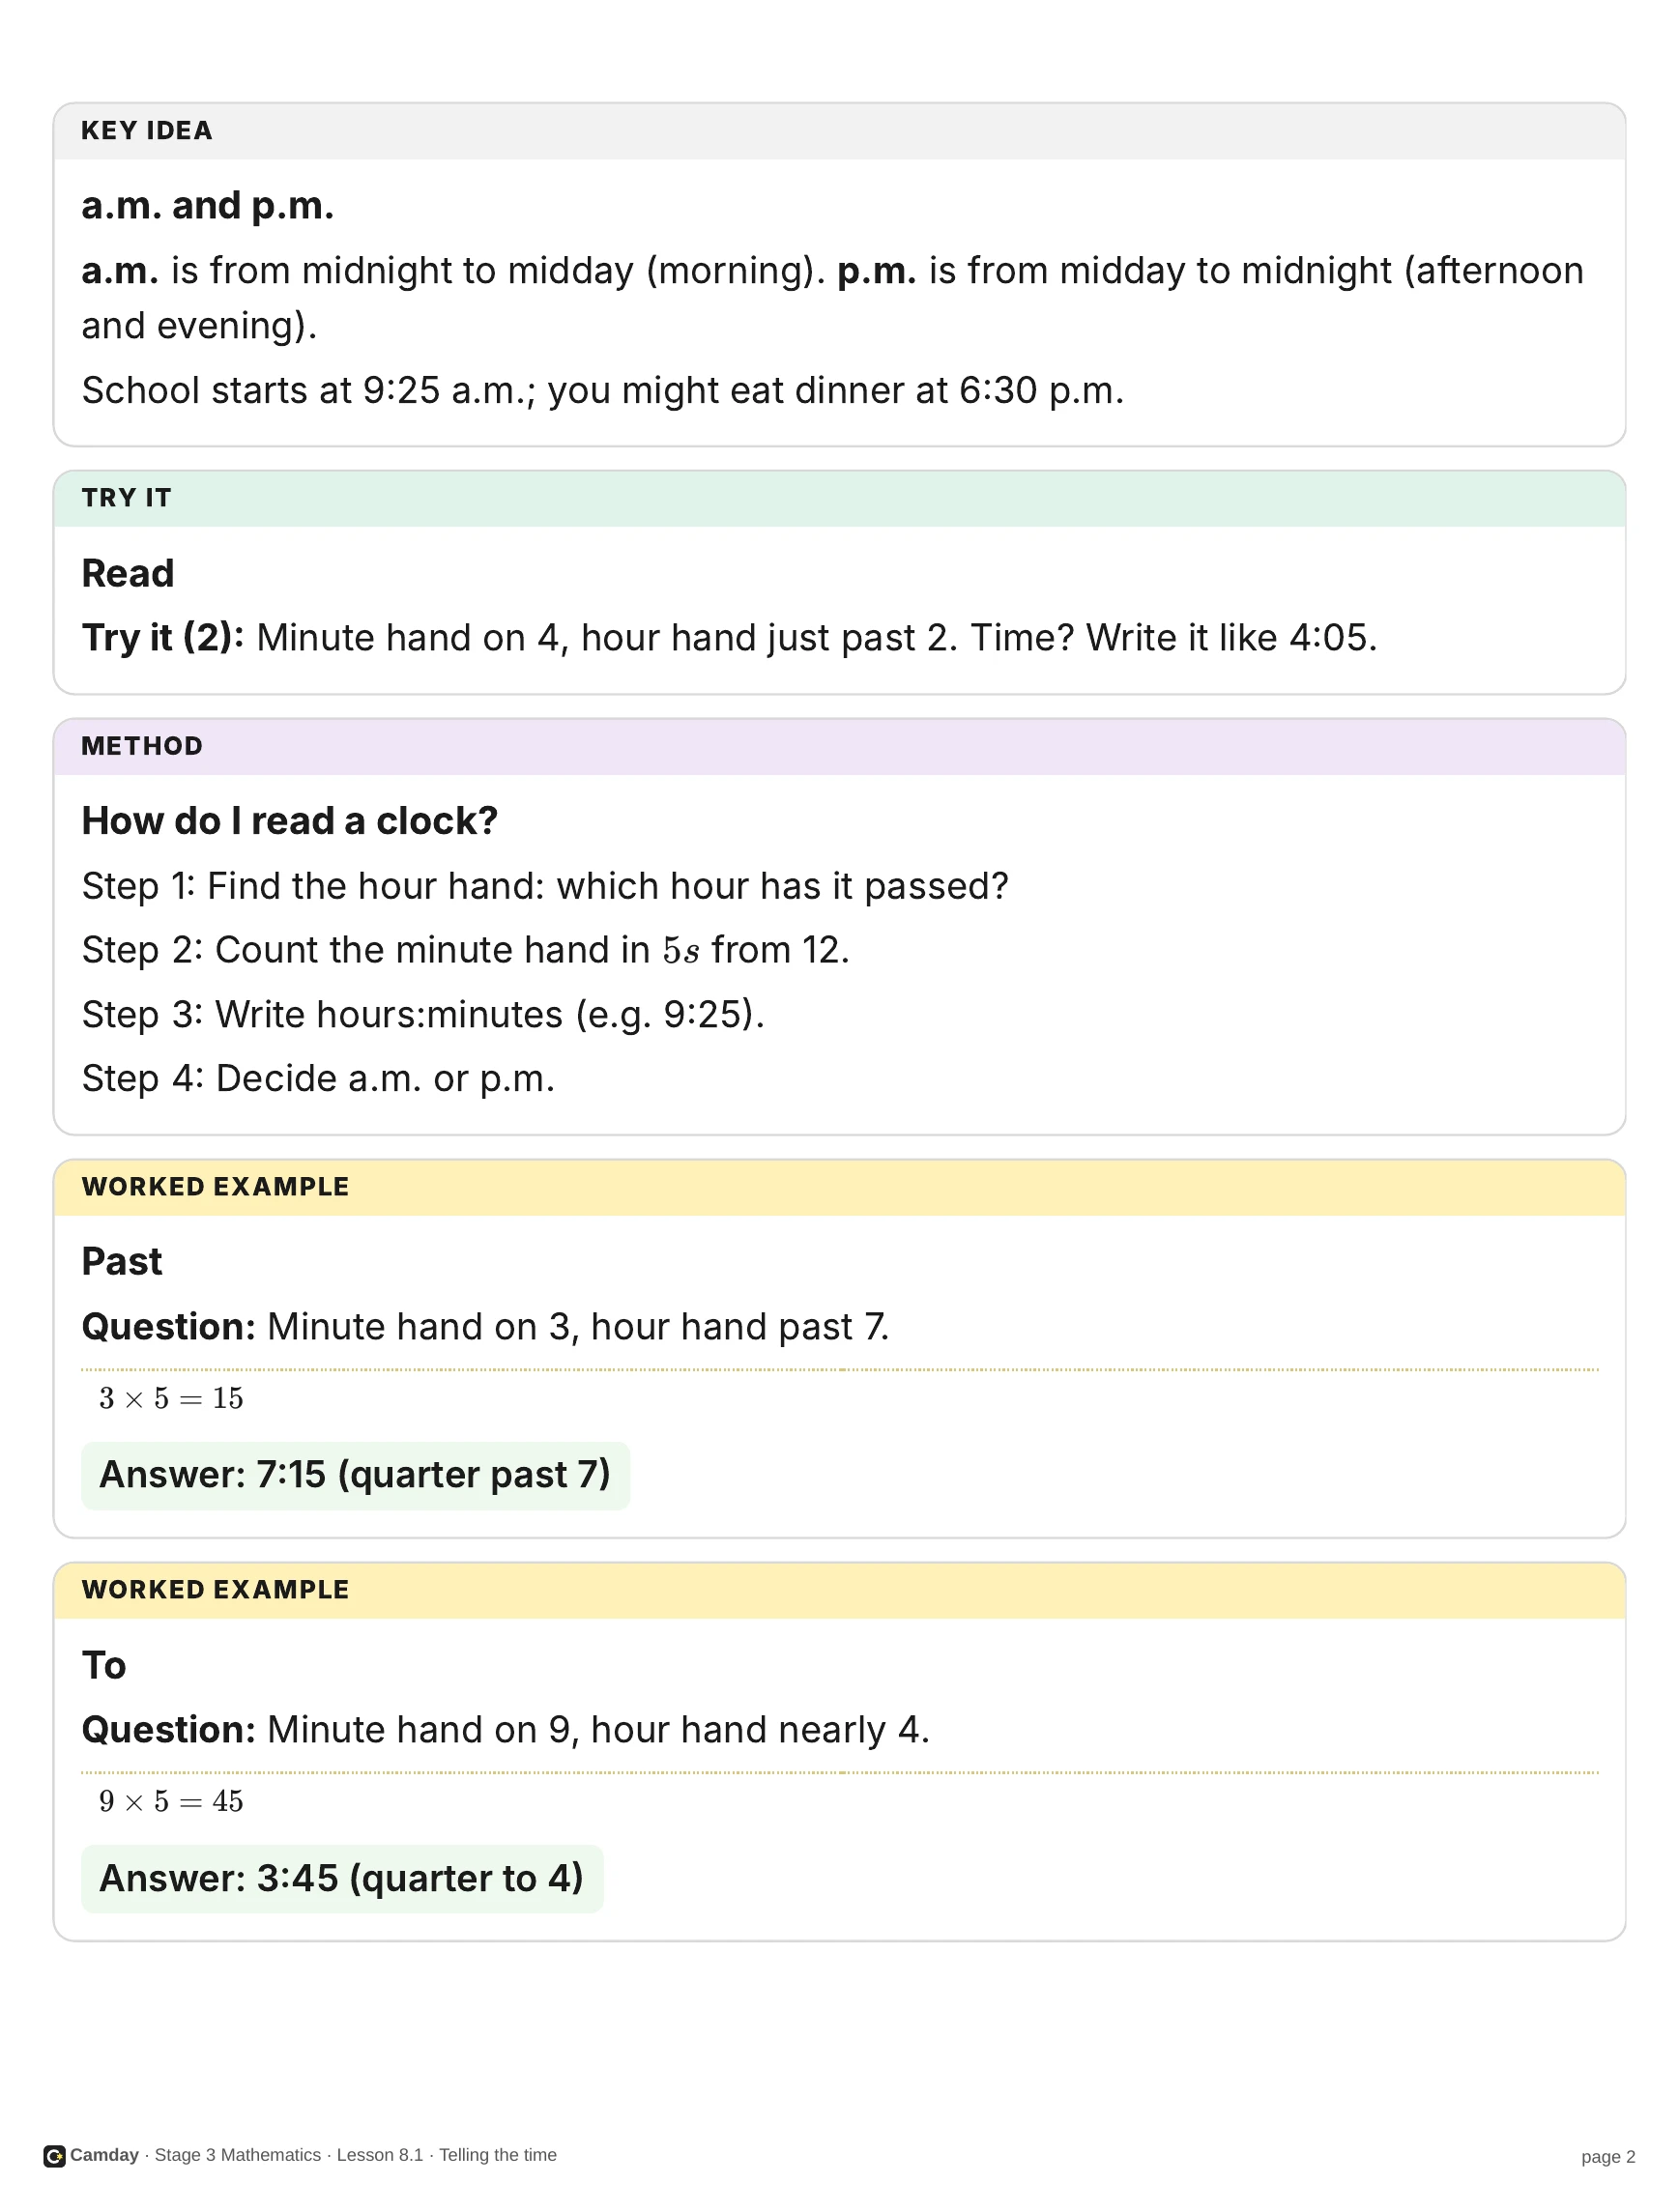 KEY IDEA
a.m. and p.m.
a.m. is from midnight to midday (morning). p.m. is from midday to midnight (afternoon
and evening).
School starts at 9:25 a.m.; you might eat dinner at 6:30 p.m.
TRY IT
Read
Try it (2): Minute hand on 4, hour hand just past 2. Time? Write it like 4:05.
METHOD
How do I read a clock?
Step 1: Find the hour hand: which hour has it passed?
Step 2: Count the minute hand in 5s from 12.
Step 3: Write hours:minutes (e.g. 9:25).
Step 4: Decide a.m. or p.m.
WORKED EXAMPLE
Past
Question: Minute hand on 3, hour hand past 7.
3 × 5 = 15
Answer: 7:15 (quarter past 7)
WORKED EXAMPLE
To
Question: Minute hand on 9, hour hand nearly 4.
9 × 5 = 45
Answer: 3:45 (quarter to 4)
Camday · Stage 3 Mathematics · Lesson 8.1 · Telling the time
page 2